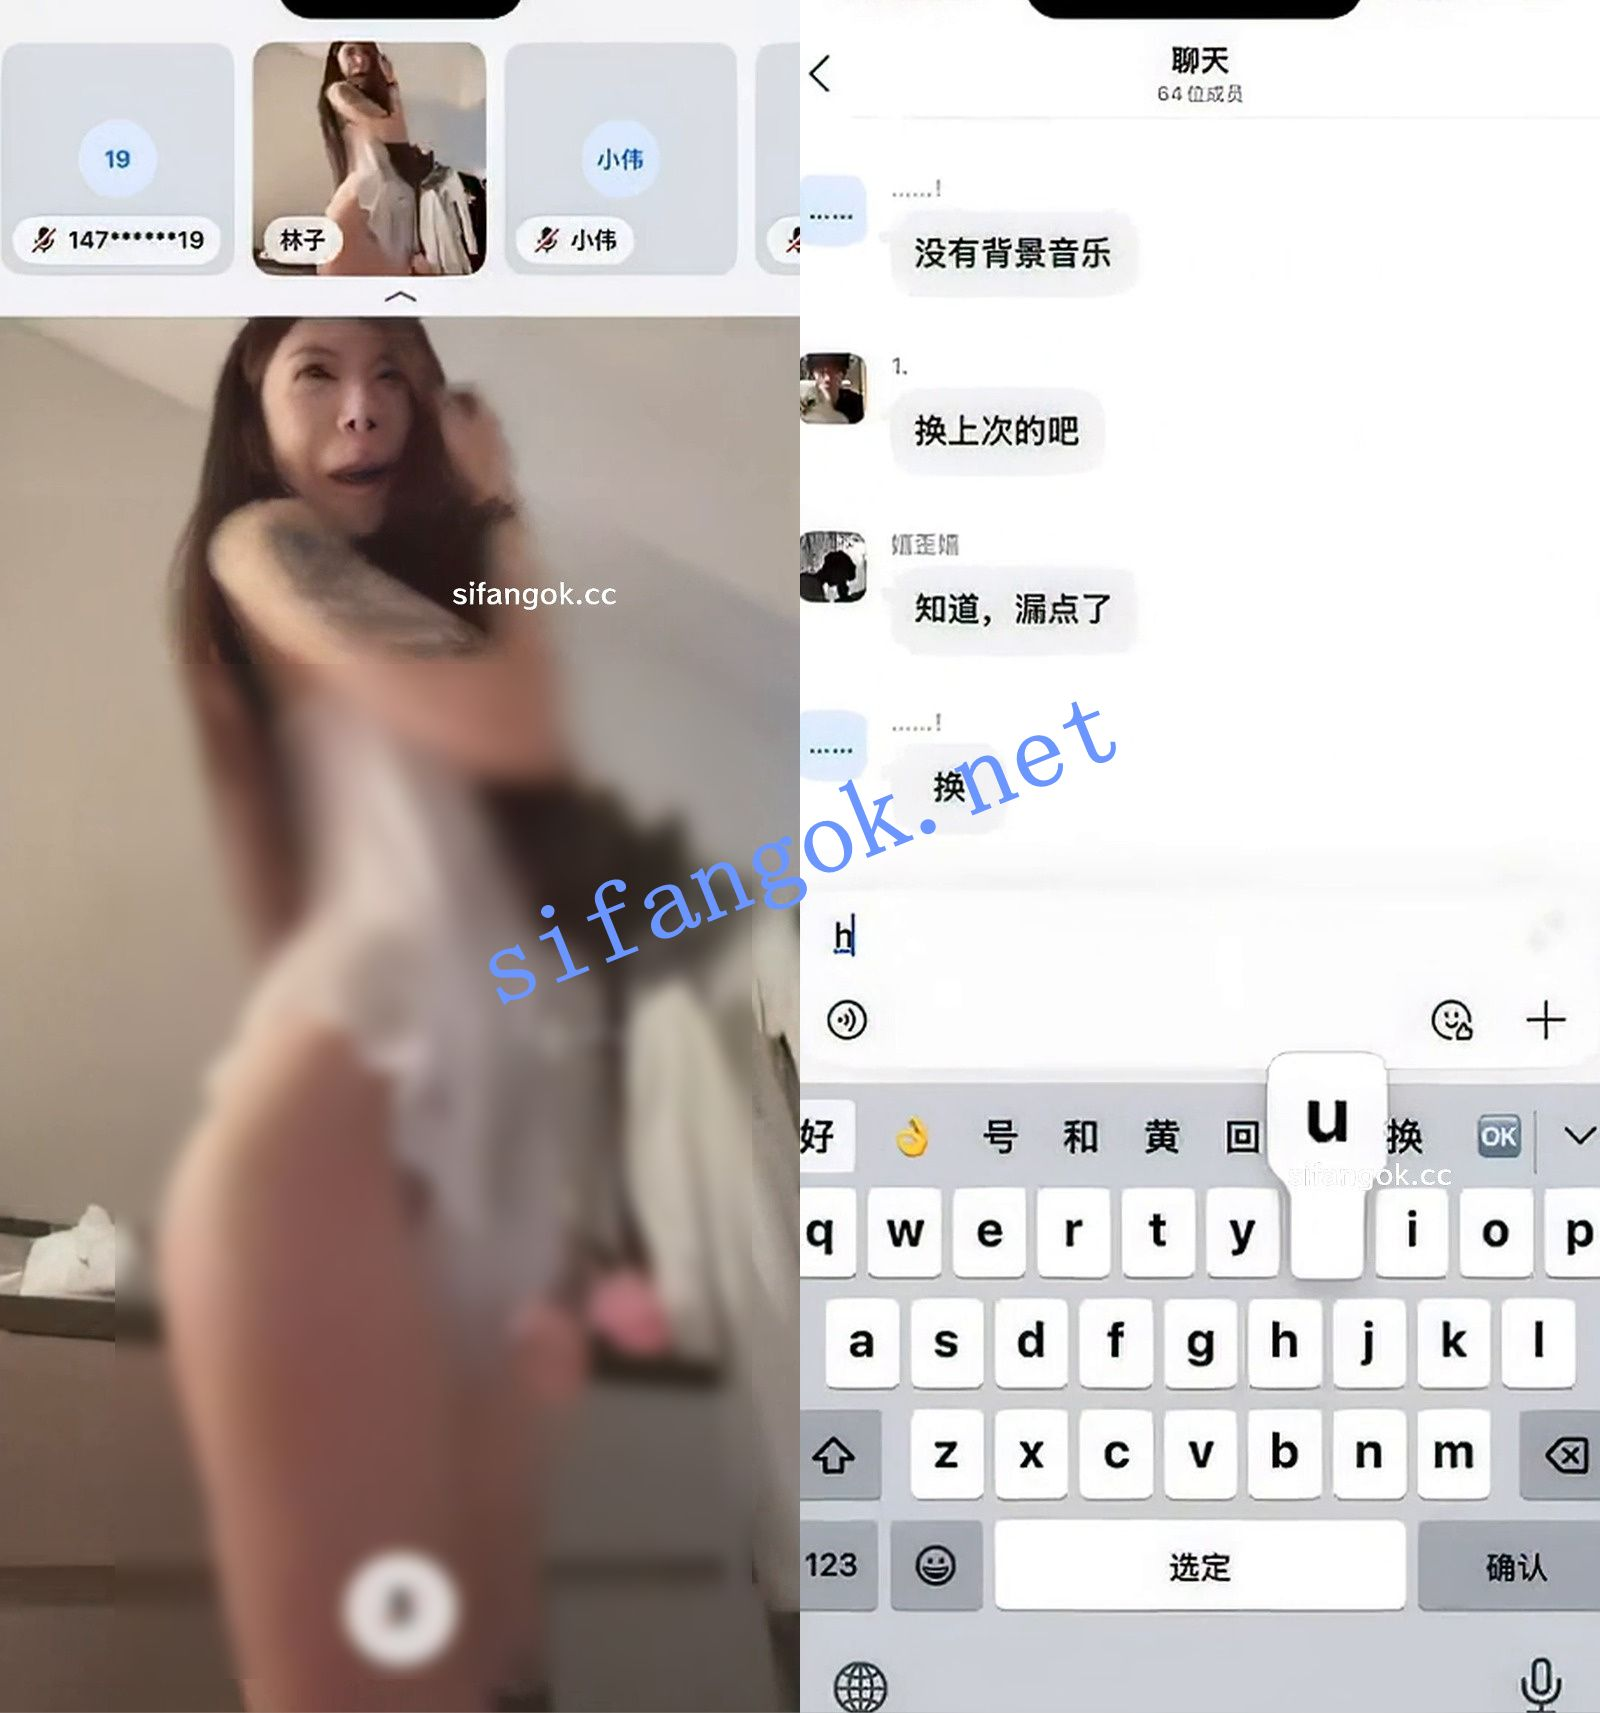 19
147******19
林子
小伟
小伟
sifangok.cc
sifangok.net
聊天
64位成员
......!
......
没有背景音乐
1.
换上次的吧
知道，漏点了
......!
......
换
h
好 👌 号 和 黄 回 u 换 OK
sifangok.cc
q w e r t y i o p
a s d f g h j k l
z x c v b n m
123 选定 确认